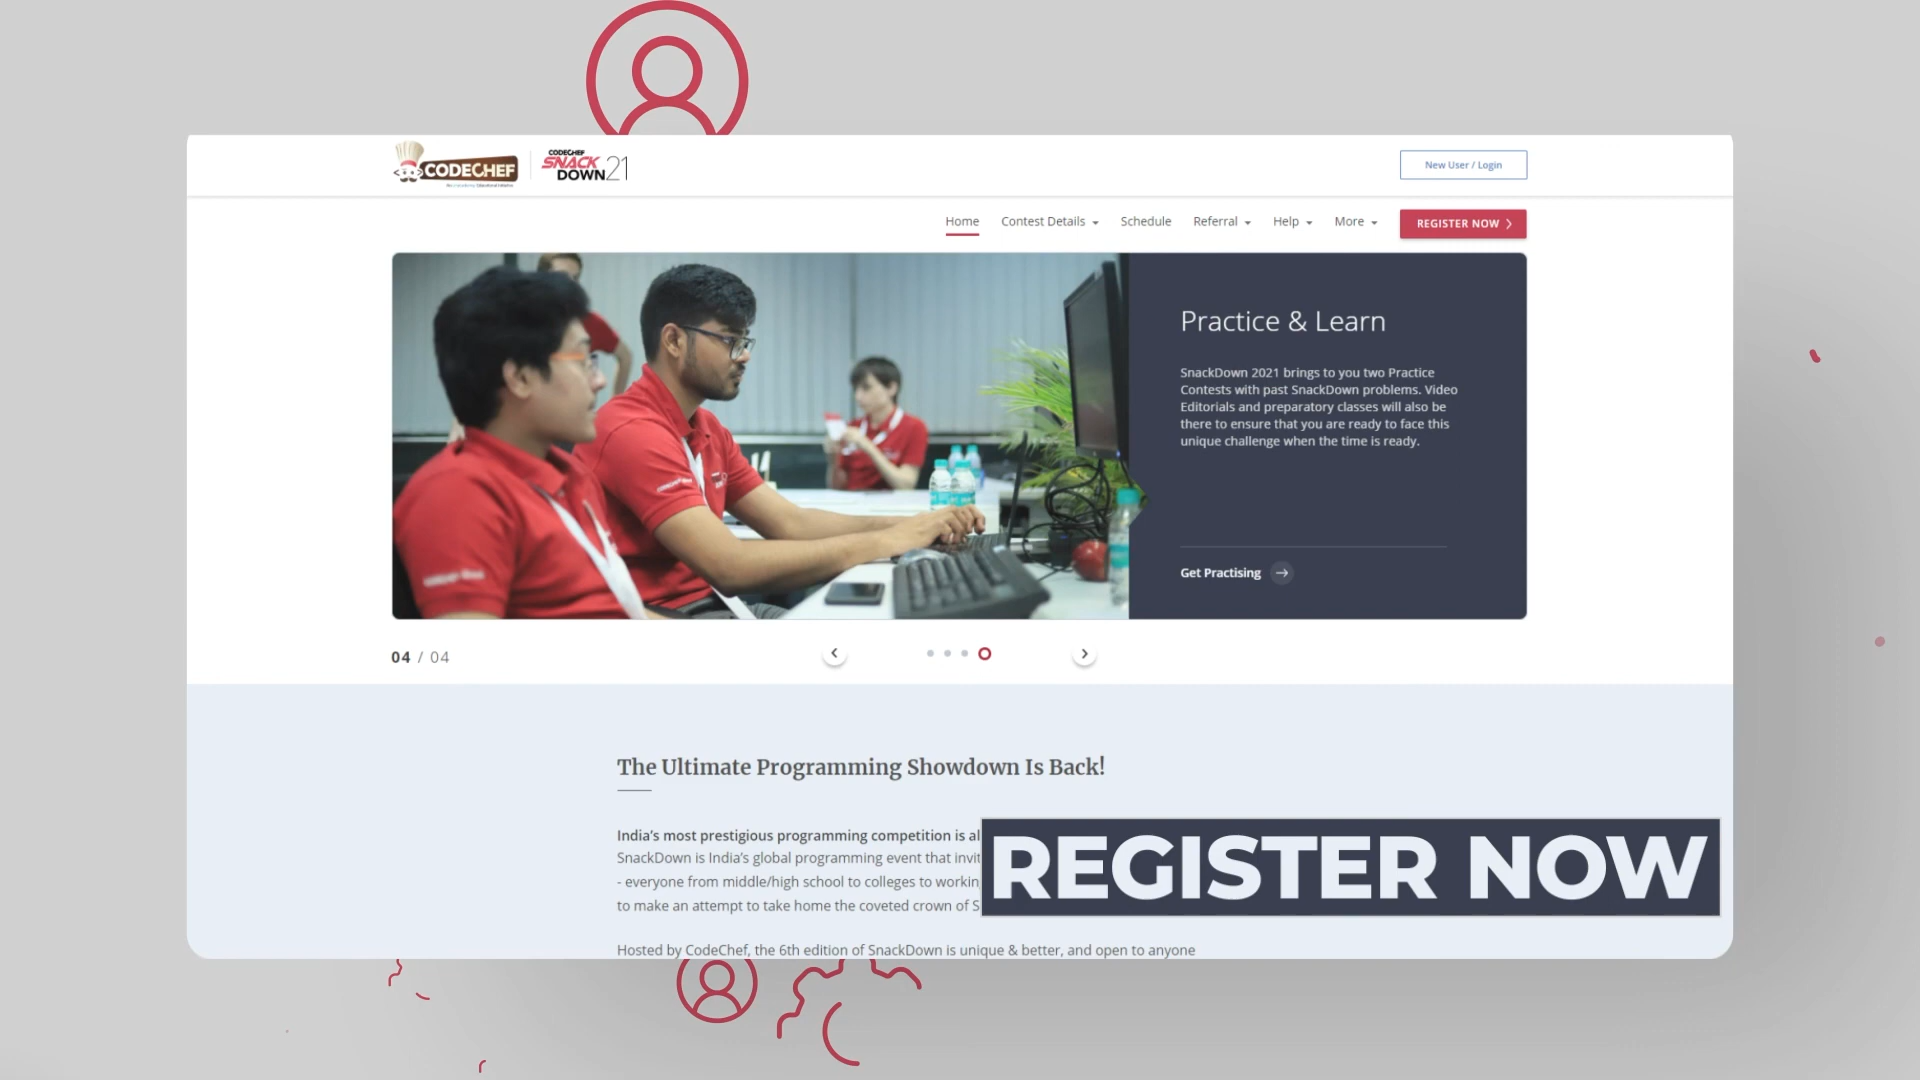 CODECHEF
CODECHEF
SNACK
DOWN21
New User / Login
Home
Contest Details
Schedule
Referral
Help
More
REGISTER NOW
Practice & Learn
SnackDown 2021 brings to you two Practice
Contests with past SnackDown problems. Video
Editorials and preparatory classes will also be
there to ensure that you are ready to face this
unique challenge when the time is ready.
Get Practising
04 / 04
The Ultimate Programming Showdown Is Back!
India's most prestigious programming competition is
SnackDown is India's global programming event that
- everyone from middle/high school to colleges to
to make an attempt to take home the coveted crown of
REGISTER NOW
Hosted by CodeChef, the 6th edition of SnackDown is unique & better, and open to anyone